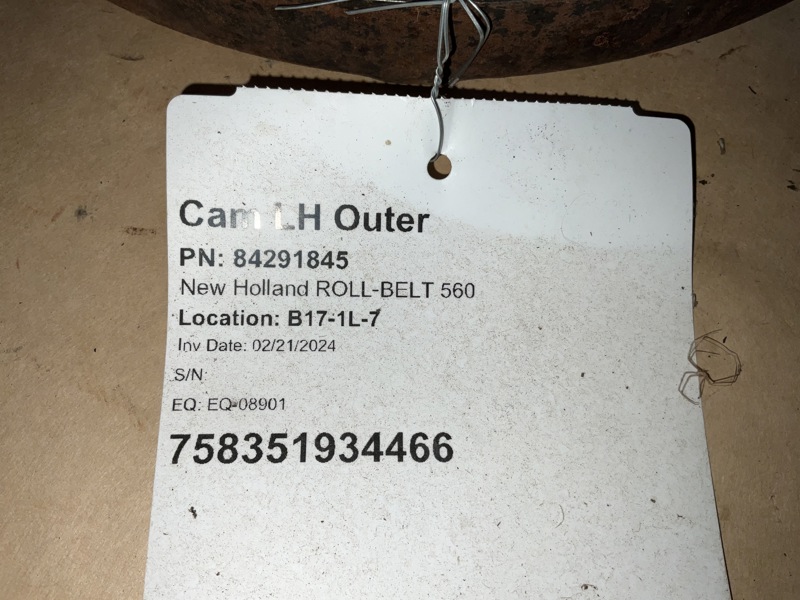 Cam LH Outer
PN: 84291845
New Holland ROLL-BELT 560
Location: B17-1L-7
Inv Date: 02/21/2024
S/N:
EQ: EQ-08901
758351934466